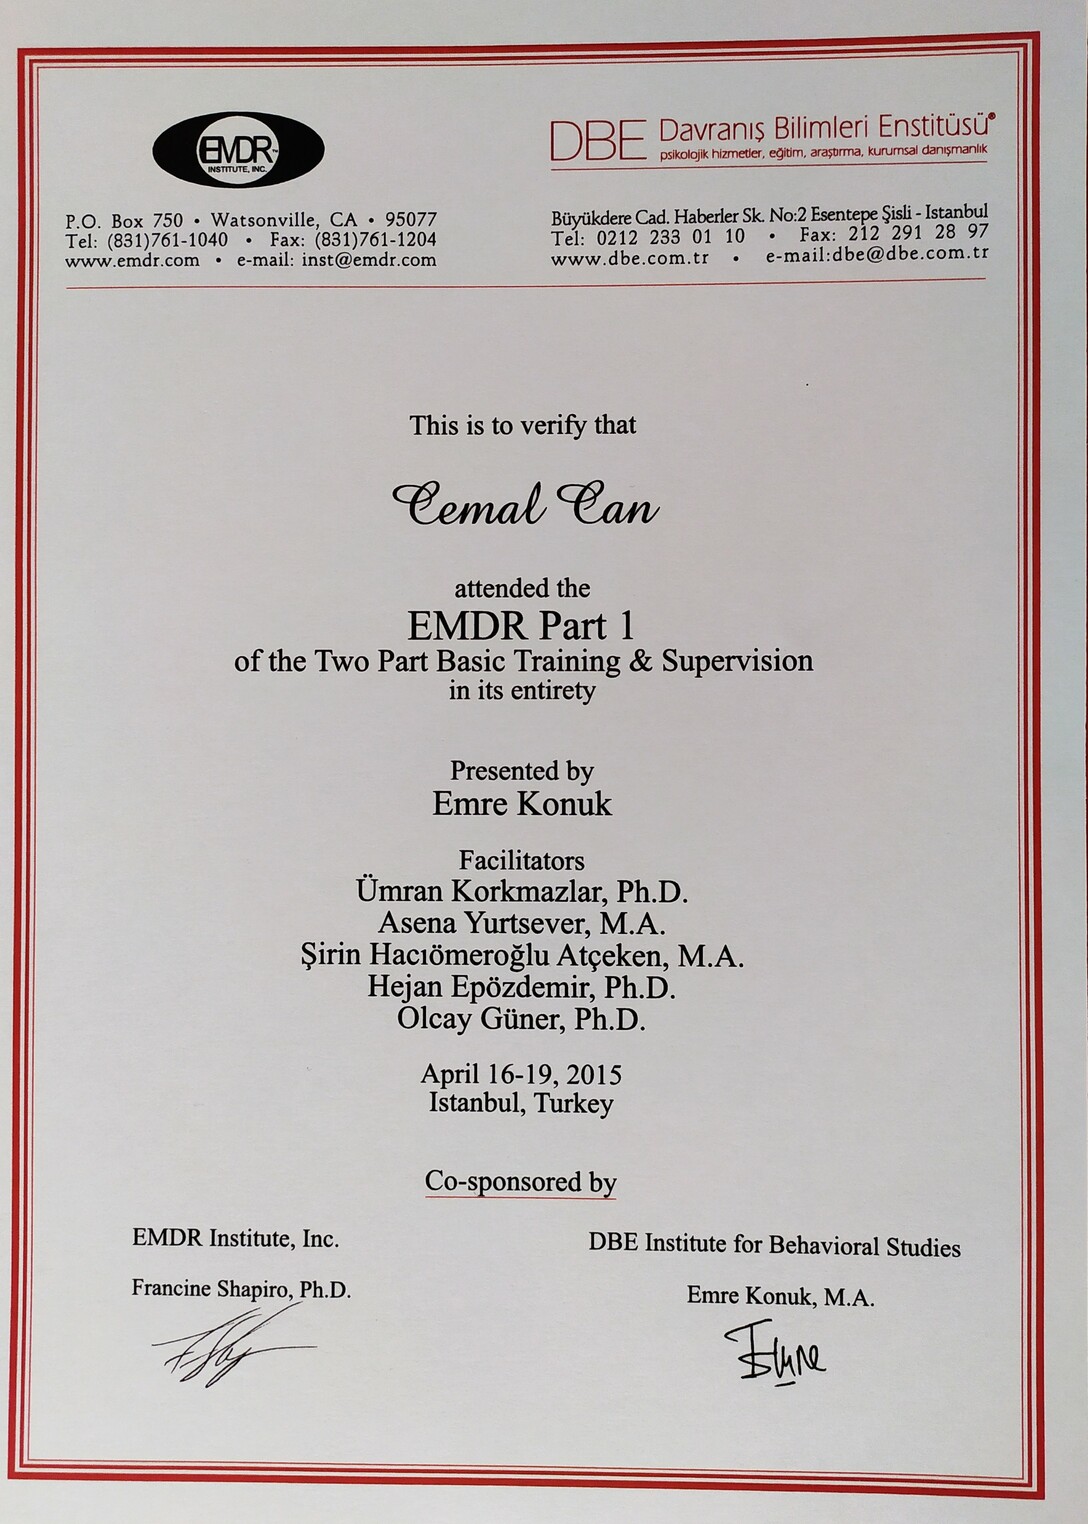 EMDR™
INSTITUTE, INC.
P.O. Box 750 • Watsonville, CA • 95077
Tel: (831)761-1040 • Fax: (831)761-1204
www.emdr.com • e-mail: inst@emdr.com
DBE Davranış Bilimleri Enstitüsü®
psikolojik hizmetler, eğitim, araştırma, kurumsal danışmanlık
Büyükdere Cad. Haberler Sk. No:2 Esentepe Şisli - Istanbul
Tel: 0212 233 01 10 • Fax: 212 291 28 97
www.dbe.com.tr • e-mail:dbe@dbe.com.tr
This is to verify that
Cemal Can
attended the
EMDR Part 1
of the Two Part Basic Training & Supervision
in its entirety
Presented by
Emre Konuk
Facilitators
Ümran Korkmazlar, Ph.D.
Asena Yurtsever, M.A.
Şirin Hacıömeroğlu Atçeken, M.A.
Hejan Epözdemir, Ph.D.
Olcay Güner, Ph.D.
April 16-19, 2015
Istanbul, Turkey
Co-sponsored by
EMDR Institute, Inc.
Francine Shapiro, Ph.D.
DBE Institute for Behavioral Studies
Emre Konuk, M.A.
Emre